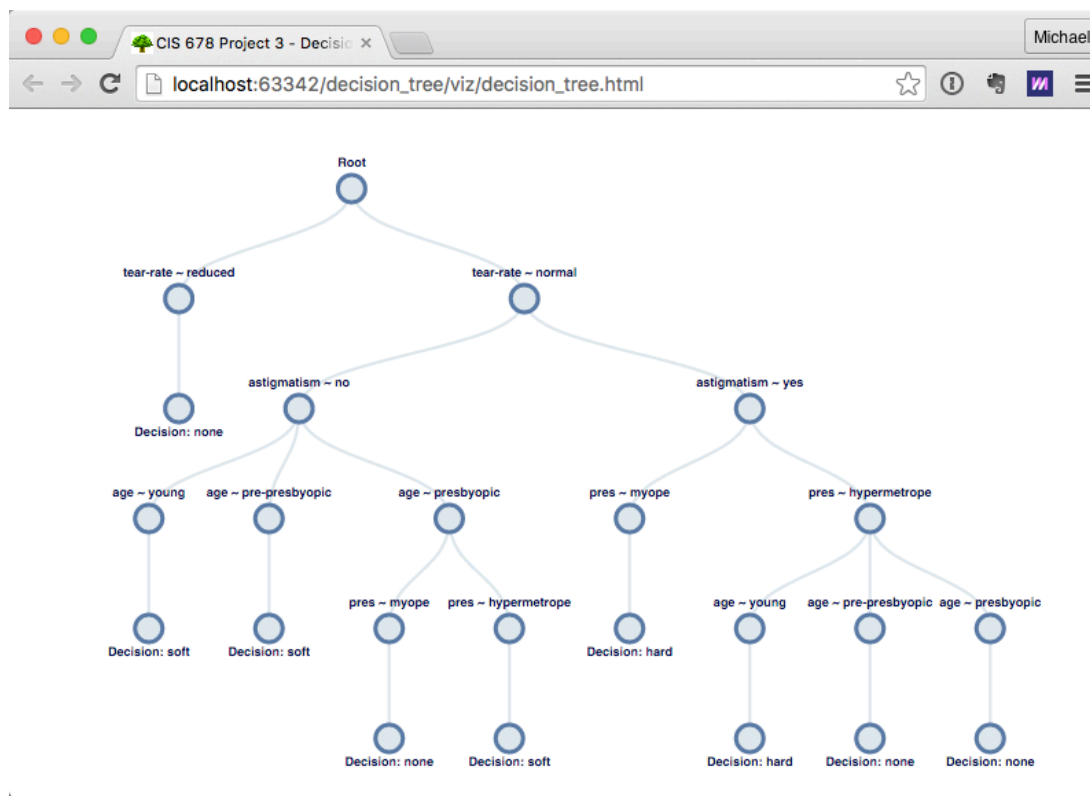 CIS 678 Project 3 - Decisio
Michael
localhost:63342/decision_tree/viz/decision_tree.html
Root
tear-rate ~ reduced
tear-rate ~ normal
astigmatism ~ no
astigmatism ~ yes
Decision: none
age ~ young
age ~ pre-presbyopic
age ~ presbyopic
pres ~ myope
pres ~ hypermetrope
pres ~ myope
pres ~ hypermetrope
age ~ young
age ~ pre-presbyopic
age ~ presbyopic
Decision: soft
Decision: soft
Decision: hard
Decision: none
Decision: soft
Decision: hard
Decision: none
Decision: none